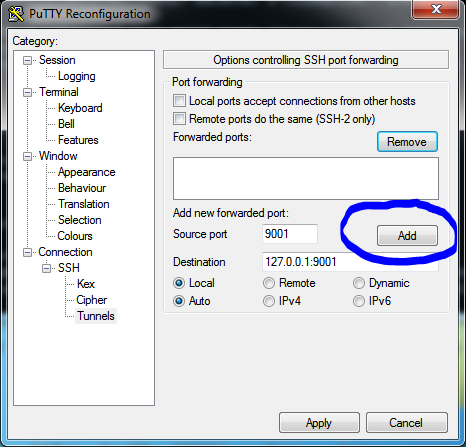 PuTTY Reconfiguration
Category:
Session
Logging
Terminal
Keyboard
Bell
Features
Window
Appearance
Behaviour
Translation
Selection
Colours
Connection
SSH
Kex
Cipher
Tunnels
Options controlling SSH port forwarding
Port forwarding
Local ports accept connections from other hosts
Remote ports do the same (SSH-2 only)
Forwarded ports:
Remove
Add new forwarded port:
Source port 9001 Add
Destination 127.0.0.1:9001
Local Remote Dynamic
Auto IPv4 IPv6
Apply Cancel